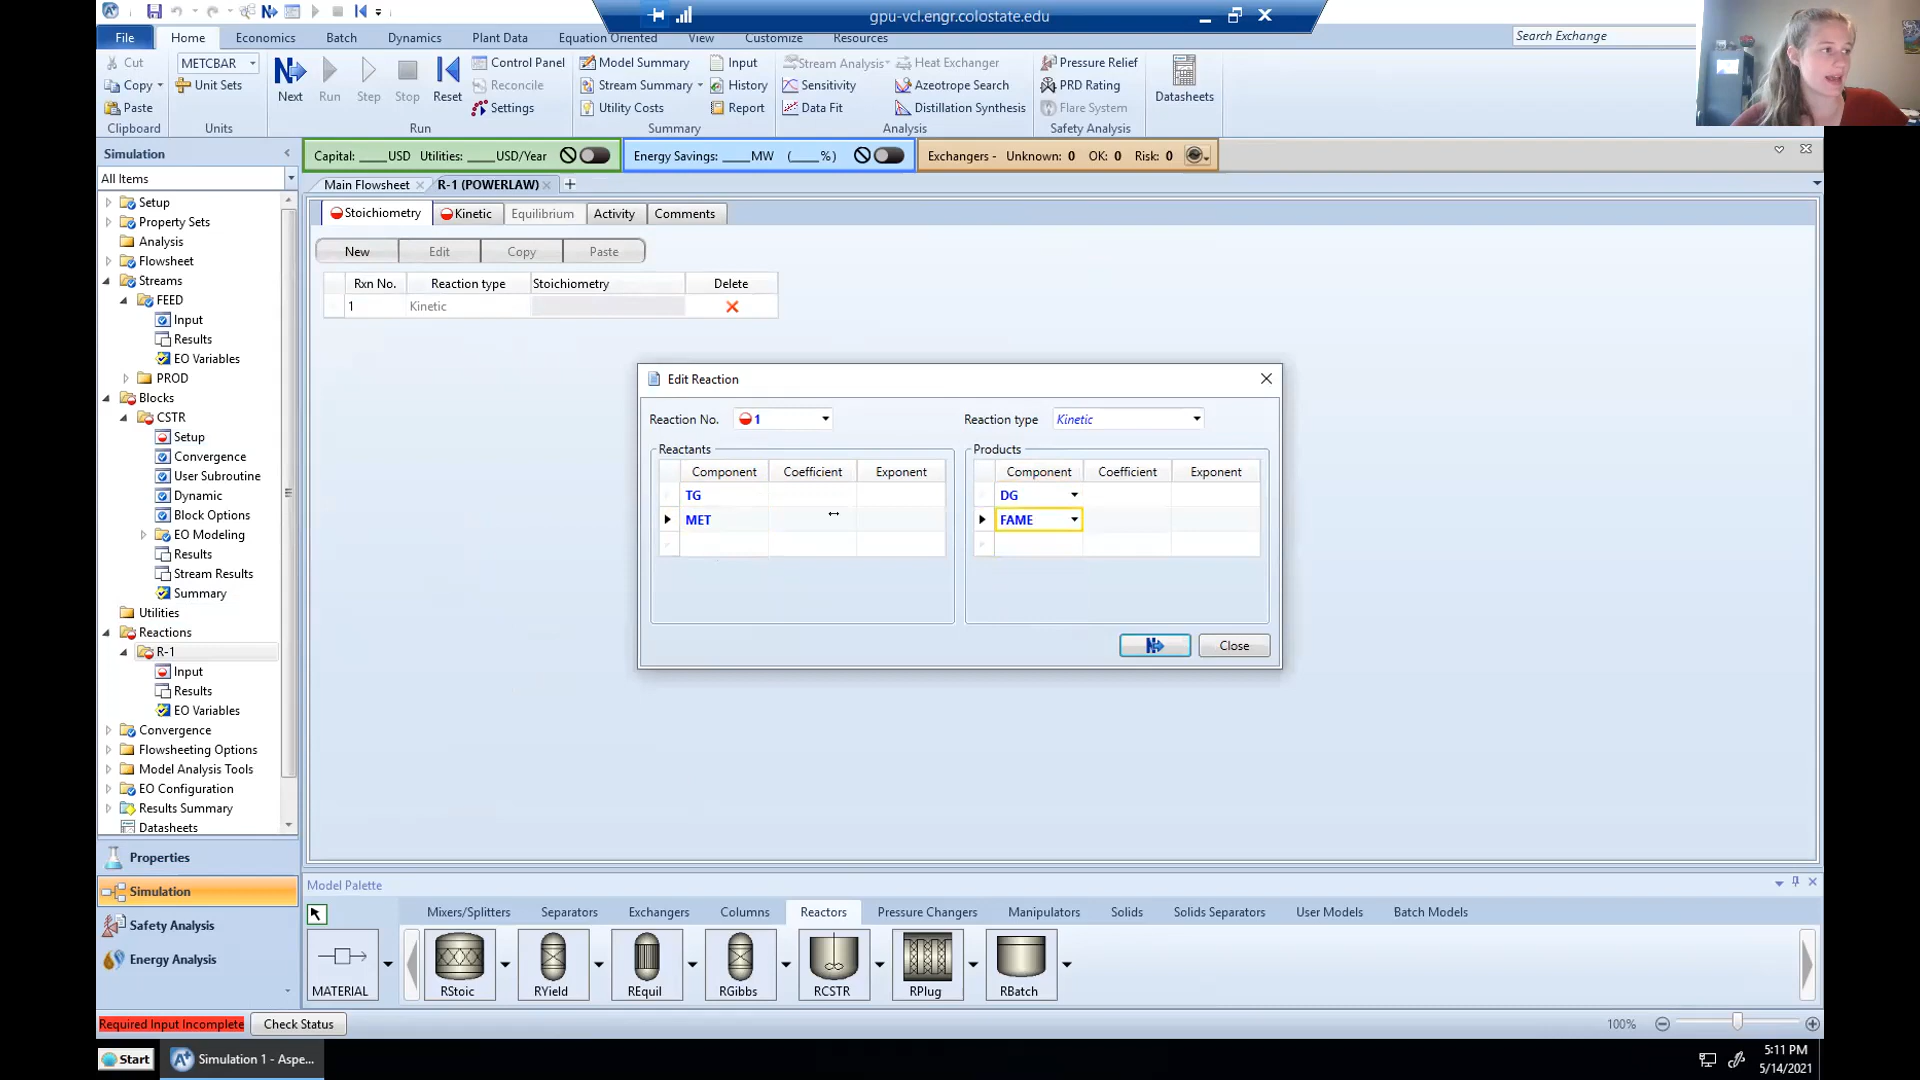 gpu-vcl.engr.colostate.edu
File Home Economics Batch Dynamics Plant Data Equation Oriented View Customize Resources Search Exchange
Cut Copy Paste Clipboard
METCBAR Unit Sets Units
Next Run Step Stop Reset Control Panel Reconcile Settings Run
Model Summary Stream Summary Utility Costs Input History Report Summary
Stream Analysis Sensitivity Data Fit Heat Exchanger Azeotrope Search Distillation Synthesis Analysis
Pressure Relief PRD Rating Flare System Safety Analysis
Datasheets
Simulation
Capital: ____USD Utilities: ____USD/Year Energy Savings: ____MW (____%) Exchangers - Unknown: 0 OK: 0 Risk: 0
All Items
Main Flowsheet R-1 (POWERLAW)
Setup
Property Sets
Analysis
Flowsheet
Streams
FEED
Input
Results
EO Variables
PROD
Blocks
CSTR
Setup
Convergence
User Subroutine
Dynamic
Block Options
EO Modeling
Results
Stream Results
Summary
Utilities
Reactions
R-1
Input
Results
EO Variables
Convergence
Flowsheeting Options
Model Analysis Tools
EO Configuration
Results Summary
Datasheets
Properties
Simulation
Safety Analysis
Energy Analysis
Stoichiometry Kinetic Equilibrium Activity Comments
New Edit Copy Paste
Rxn No. Reaction type Stoichiometry Delete
1 Kinetic
Edit Reaction
Reaction No. 1 Reaction type Kinetic
Reactants Products
Component Coefficient Exponent Component Coefficient Exponent
TG DG
MET FAME
N Close
Model Palette
Mixers/Splitters Separators Exchangers Columns Reactors Pressure Changers Manipulators Solids Solids Separators User Models Batch Models
MATERIAL RStoic RYield REquil RGibbs RCSTR RPlug RBatch
Required Input Incomplete Check Status 100%
Start Simulation 1 - Aspe... 5:11 PM
5/14/2021